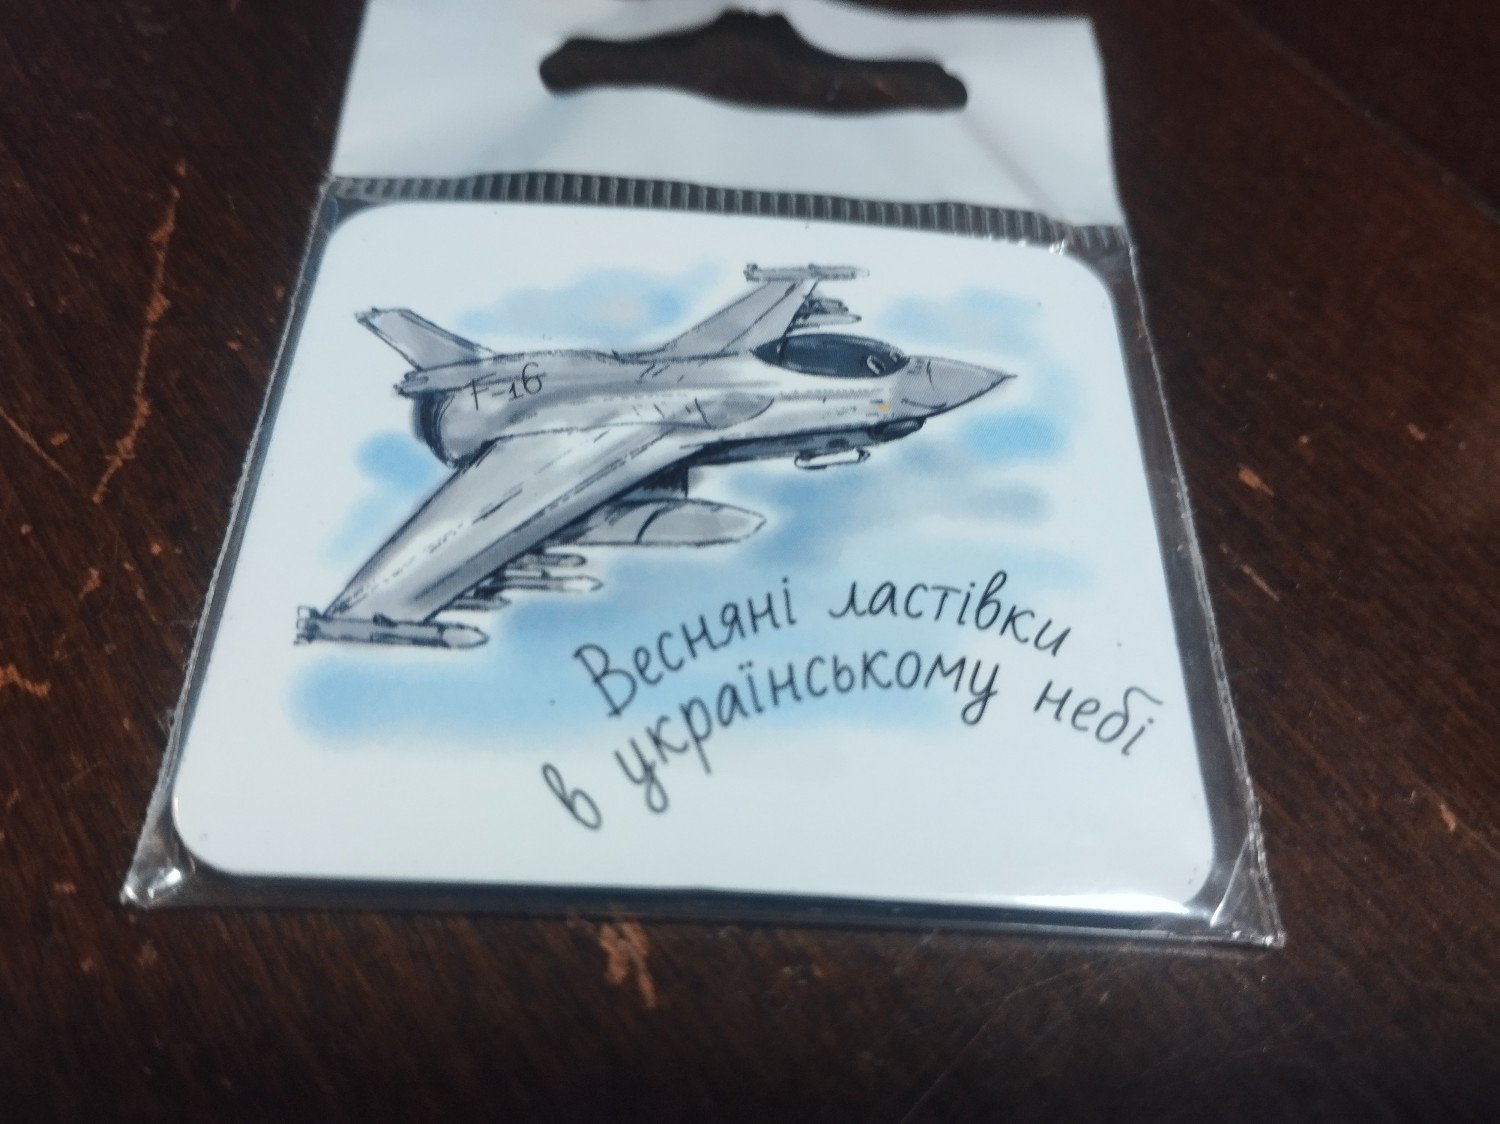 F-16
Весняні ластівки
в українському небі